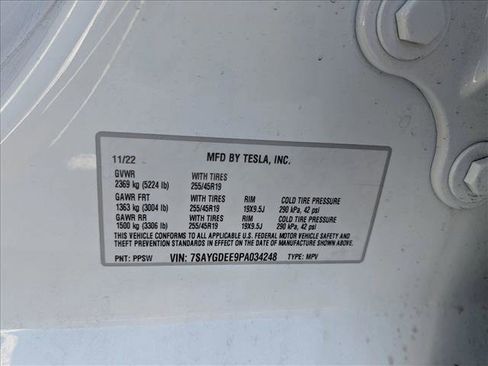 11/22 MFD BY TESLA, INC.
GVWR WITH TIRES
2369 kg (5224 lb) 255/45R19
GAWR FRT WITH TIRES RIM COLD TIRE PRESSURE
1363 kg (3004 lb) 255/45R19 19X9.5J 290 kPa, 42 psi
GAWR RR WITH TIRES RIM COLD TIRE PRESSURE
1500 kg (3306 lb) 255/45R19 19X9.5J 290 kPa, 42 psi
THIS VEHICLE CONFORMS TO ALL APPLICABLE U.S. FEDERAL MOTOR VEHICLE SAFETY AND
THEFT PREVENTION STANDARDS IN EFFECT ON THE DATE OF MANUFACTURE SHOWN ABOVE.
PNT: PPSW VIN: 7SAYGDEE9PA034248 TYPE: MPV